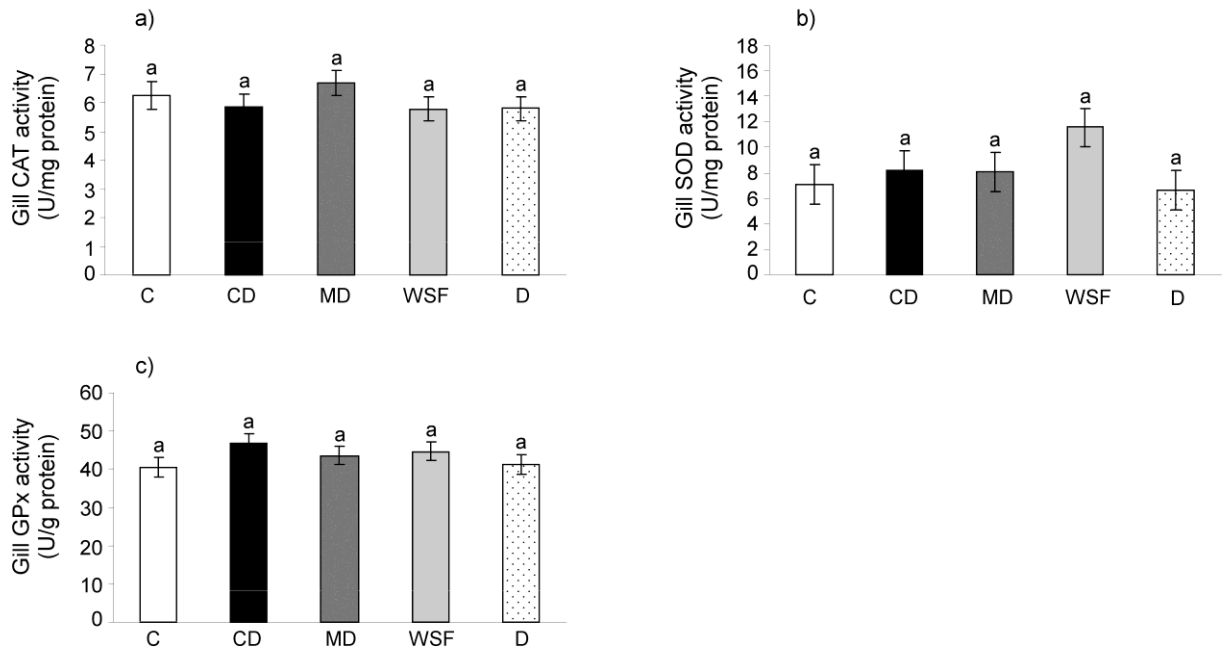 a)
Gill CAT activity
(U/mg protein)
8
7
6
5
4
3
2
1
0
a a a a a
C CD MD WSF D
b)
Gill SOD activity
(U/mg protein)
18
16
14
12
10
8
6
4
2
0
a a a a a
C CD MD WSF D
c)
Gill GPx activity
(U/g protein)
60
50
40
30
20
10
0
a a a a a
C CD MD WSF D